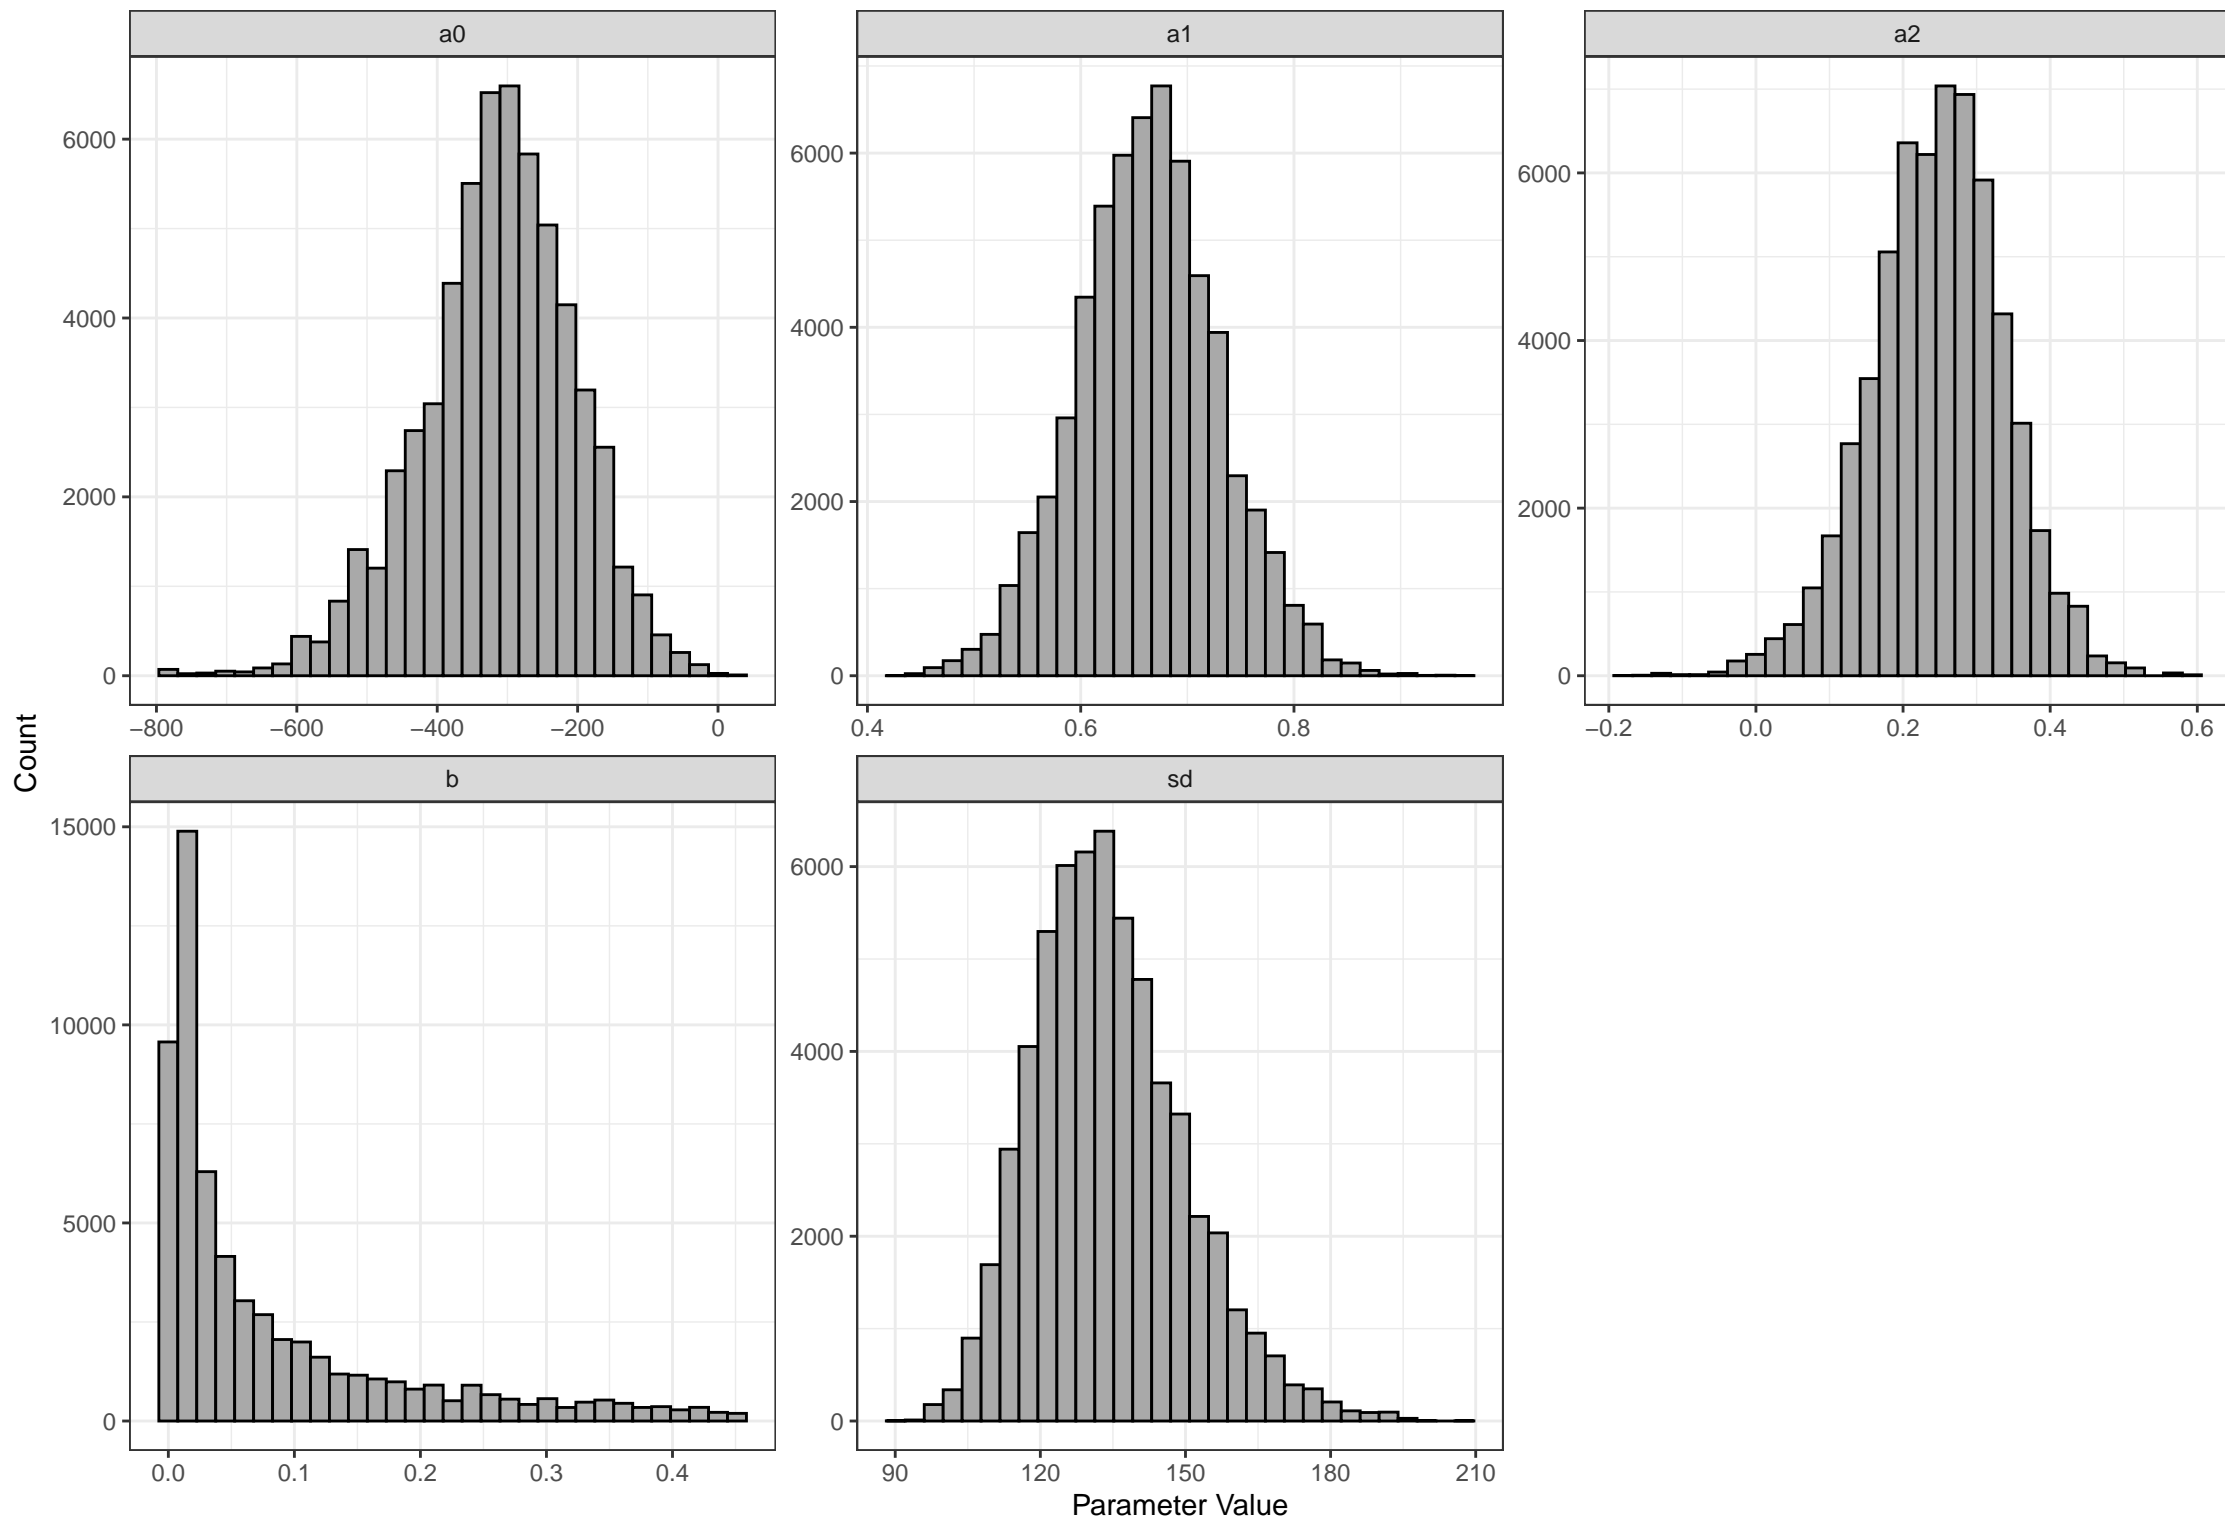 a0 a1 a2
6000 6000 6000
4000 4000 4000
2000 2000 2000
0 0 0
−800 −600 −400 −200 0 0.4 0.6 0.8 −0.2 0.0 0.2 0.4 0.6
Count
b sd
15000 6000
10000 4000
5000 2000
0 0
0.0 0.1 0.2 0.3 0.4 90 120 150 180 210
Parameter Value